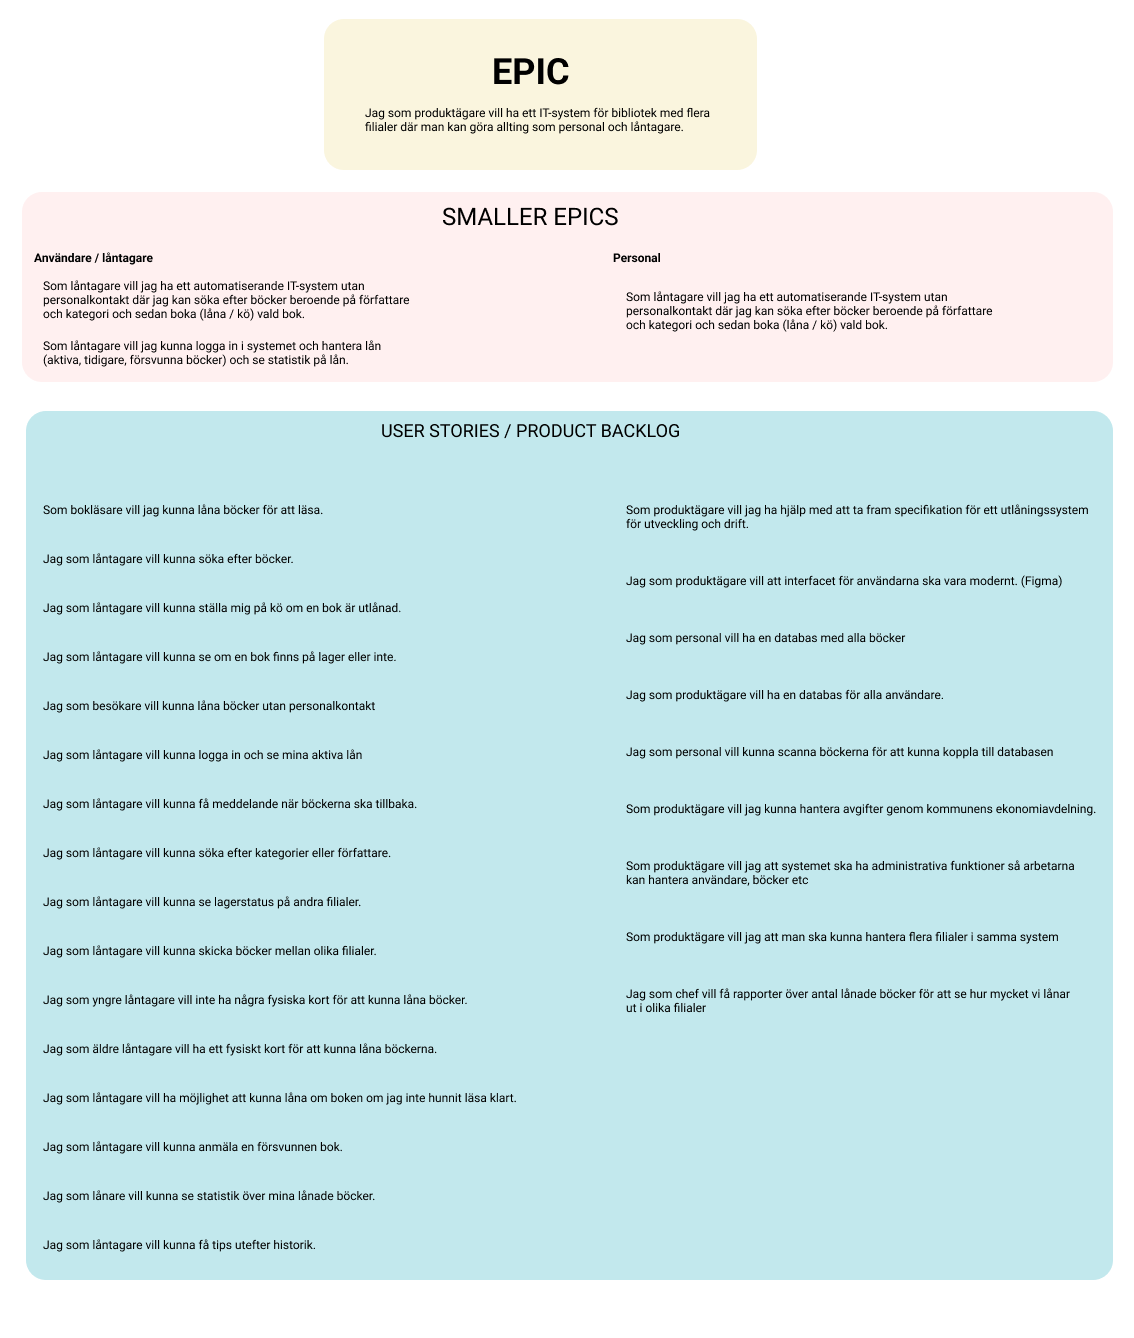 EPIC
Jag som produktägare vill ha ett IT-system för bibliotek med flera
filialer där man kan göra allting som personal och låntagare.
SMALLER EPICS
Användare / låntagare
Som låntagare vill jag ha ett automatiserande IT-system utan
personalkontakt där jag kan söka efter böcker beroende på författare
och kategori och sedan boka (låna / kö) vald bok.
Som låntagare vill jag kunna logga in i systemet och hantera lån
(aktiva, tidigare, försvunna böcker) och se statistik på lån.
Personal
Som låntagare vill jag ha ett automatiserande IT-system utan
personalkontakt där jag kan söka efter böcker beroende på författare
och kategori och sedan boka (låna / kö) vald bok.
USER STORIES / PRODUCT BACKLOG
Som bokläsare vill jag kunna låna böcker för att läsa.
Jag som låntagare vill kunna söka efter böcker.
Jag som låntagare vill kunna ställa mig på kö om en bok är utlånad.
Jag som låntagare vill kunna se om en bok finns på lager eller inte.
Jag som besökare vill kunna låna böcker utan personalkontakt
Jag som låntagare vill kunna logga in och se mina aktiva lån
Jag som låntagare vill kunna få meddelande när böckerna ska tillbaka.
Jag som låntagare vill kunna söka efter kategorier eller författare.
Jag som låntagare vill kunna se lagerstatus på andra filialer.
Jag som låntagare vill kunna skicka böcker mellan olika filialer.
Jag som yngre låntagare vill inte ha några fysiska kort för att kunna låna böcker.
Jag som äldre låntagare vill ha ett fysiskt kort för att kunna låna böckerna.
Jag som låntagare vill ha möjlighet att kunna låna om boken om jag inte hunnit läsa klart.
Jag som låntagare vill kunna anmäla en försvunnen bok.
Jag som lånare vill kunna se statistik över mina lånade böcker.
Jag som låntagare vill kunna få tips utefter historik.
Som produktägare vill jag ha hjälp med att ta fram specifikation för ett utlåningssystem
för utveckling och drift.
Jag som produktägare vill att interfacet för användarna ska vara modernt. (Figma)
Jag som personal vill ha en databas med alla böcker
Jag som produktägare vill ha en databas för alla användare.
Jag som personal vill kunna scanna böckerna för att kunna koppla till databasen
Som produktägare vill jag kunna hantera avgifter genom kommunens ekonomiavdelning.
Som produktägare vill jag att systemet ska ha administrativa funktioner så arbetarna
kan hantera användare, böcker etc
Som produktägare vill jag att man ska kunna hantera flera filialer i samma system
Jag som chef vill få rapporter över antal lånade böcker för att se hur mycket vi lånar
ut i olika filialer